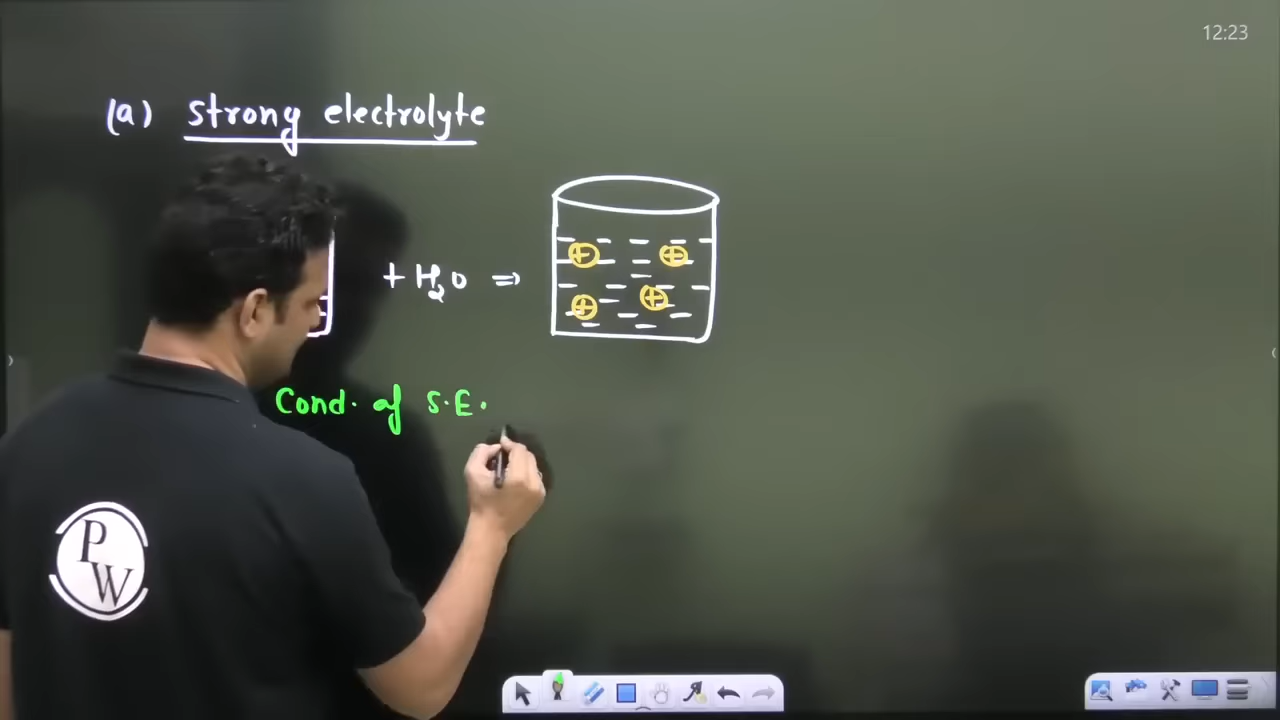 12:23
(a) strong electrolyte
+ H₂O ⇒
Cond. of S.E.
P
W